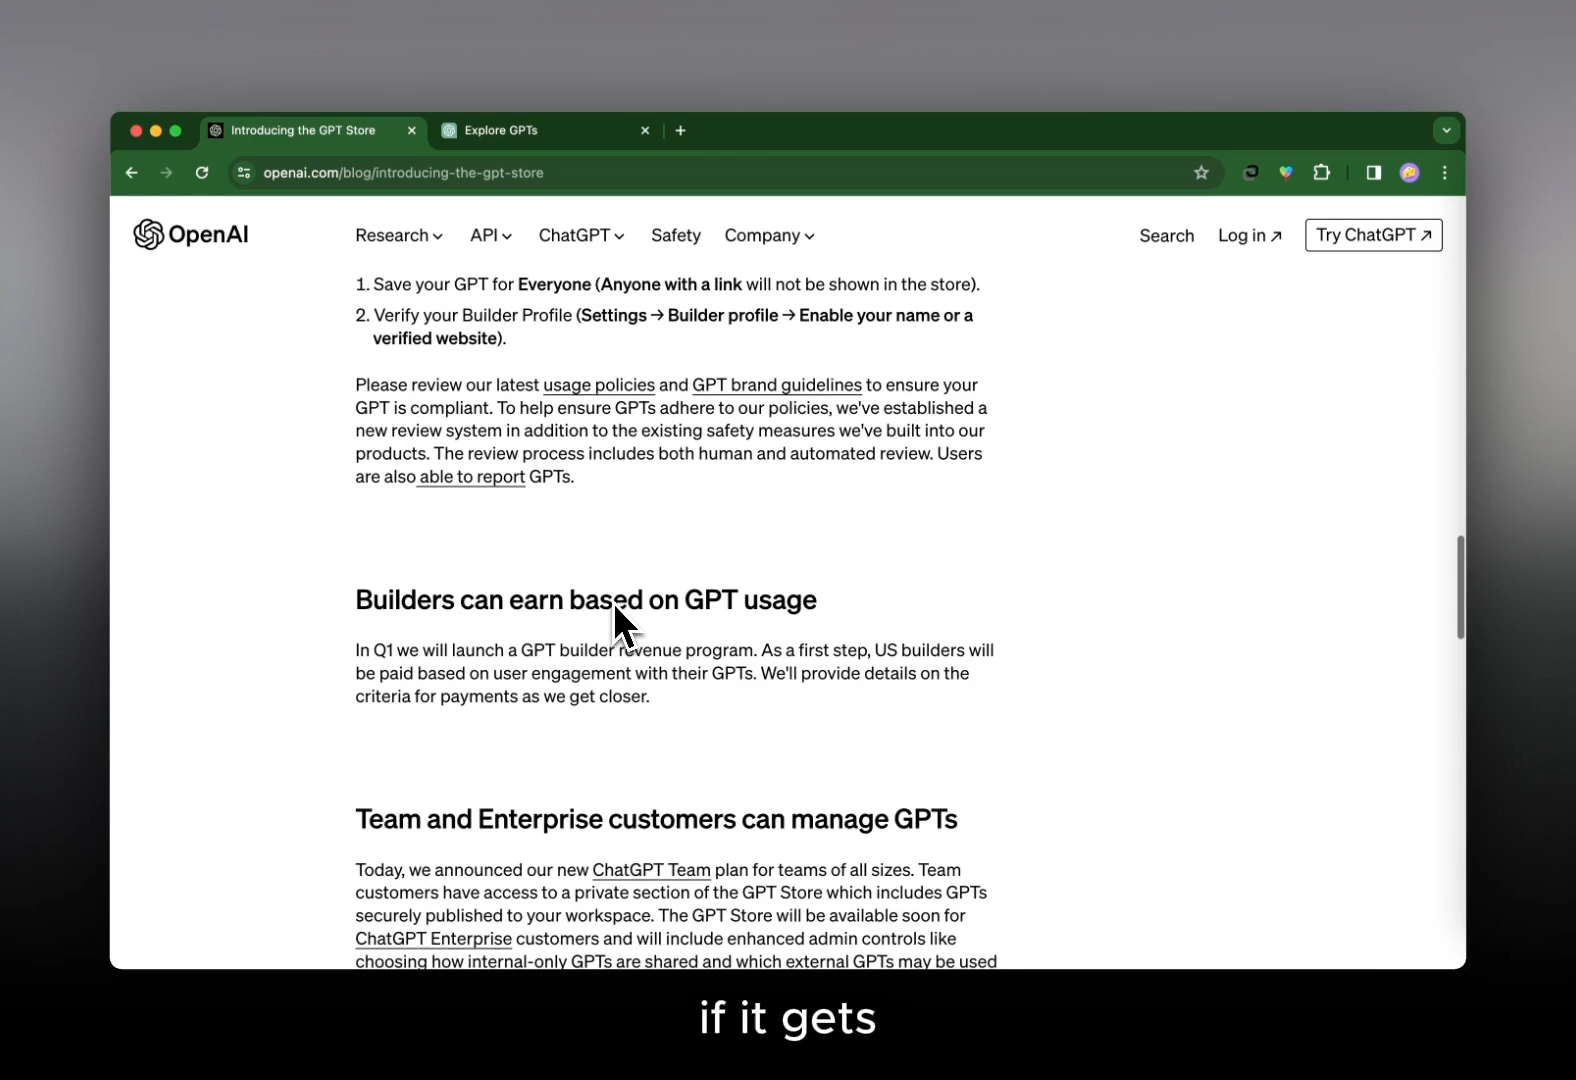 Introducing the GPT Store
Explore GPTs
openai.com/blog/introducing-the-gpt-store
OpenAI
Research
API
ChatGPT
Safety
Company
Search
Log in ↗
Try ChatGPT ↗
1. Save your GPT for Everyone (Anyone with a link will not be shown in the store).
2. Verify your Builder Profile (Settings → Builder profile → Enable your name or a
verified website).
Please review our latest usage policies and GPT brand guidelines to ensure your
GPT is compliant. To help ensure GPTs adhere to our policies, we've established a
new review system in addition to the existing safety measures we've built into our
products. The review process includes both human and automated review. Users
are also able to report GPTs.
Builders can earn based on GPT usage
In Q1 we will launch a GPT builder revenue program. As a first step, US builders will
be paid based on user engagement with their GPTs. We'll provide details on the
criteria for payments as we get closer.
Team and Enterprise customers can manage GPTs
Today, we announced our new ChatGPT Team plan for teams of all sizes. Team
customers have access to a private section of the GPT Store which includes GPTs
securely published to your workspace. The GPT Store will be available soon for
ChatGPT Enterprise customers and will include enhanced admin controls like
choosing how internal-only GPTs are shared and which external GPTs may be used
if it gets